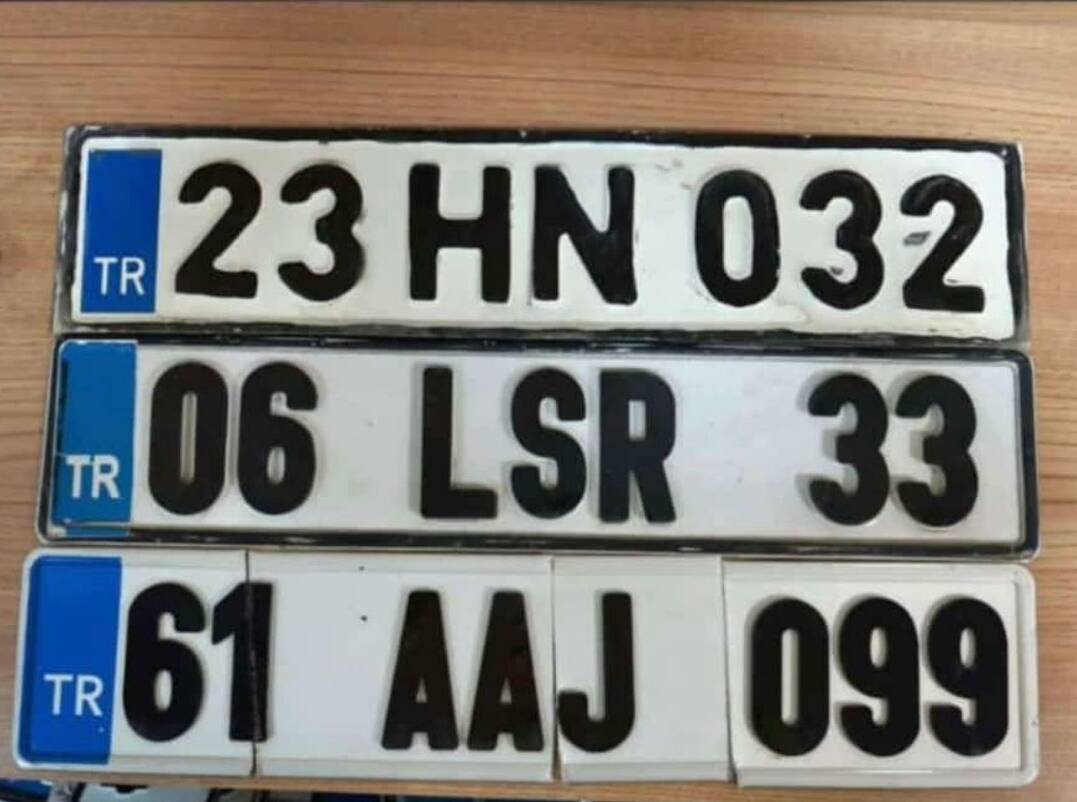 TR 23 HN 032
TR 06 LSR 33
TR 61 AAJ 099